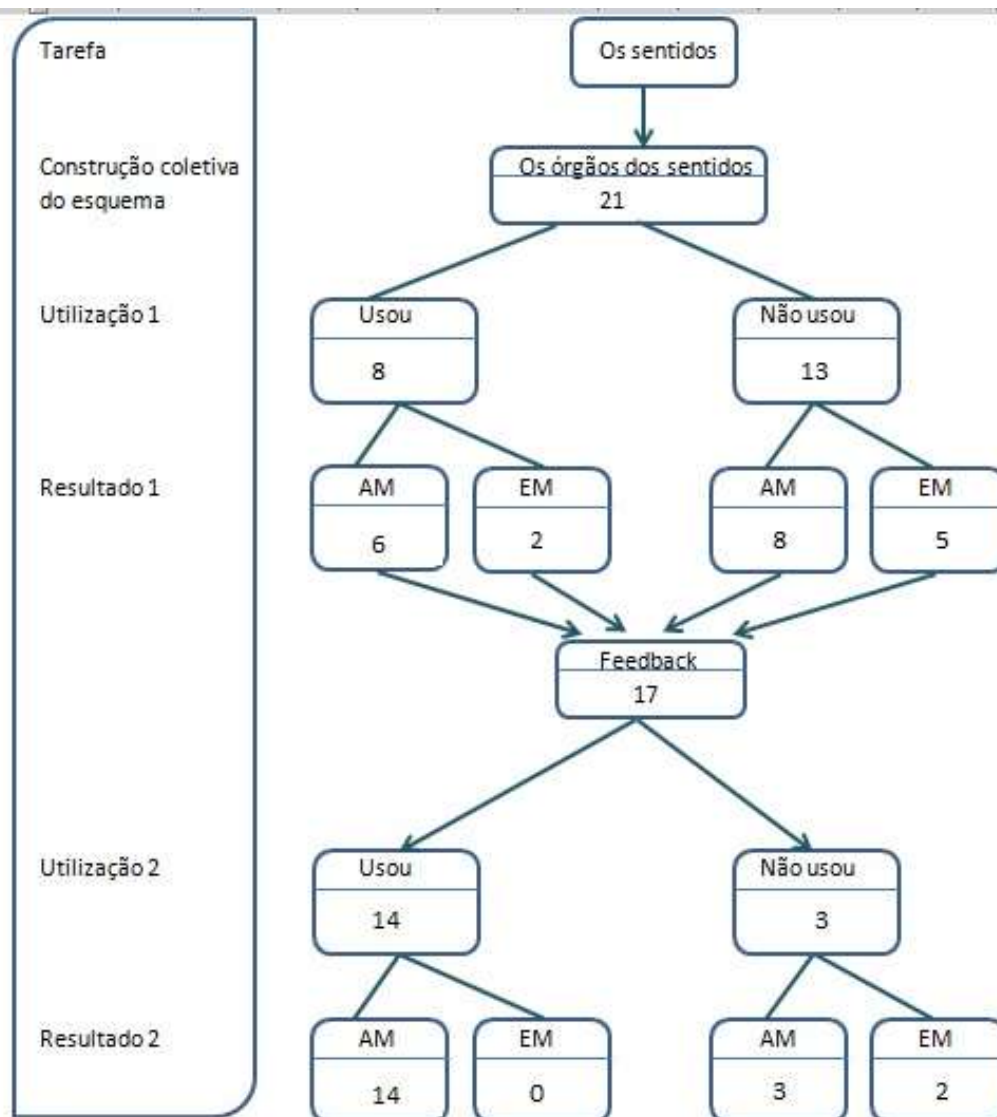 Tarefa
Os sentidos
Construção coletiva
do esquema
Os órgãos dos sentidos
21
Utilização 1
Usou
Não usou
8
13
Resultado 1
AM
EM
AM
EM
6
2
8
5
Feedback
17
Utilização 2
Usou
Não usou
14
3
Resultado 2
AM
EM
AM
EM
14
0
3
2